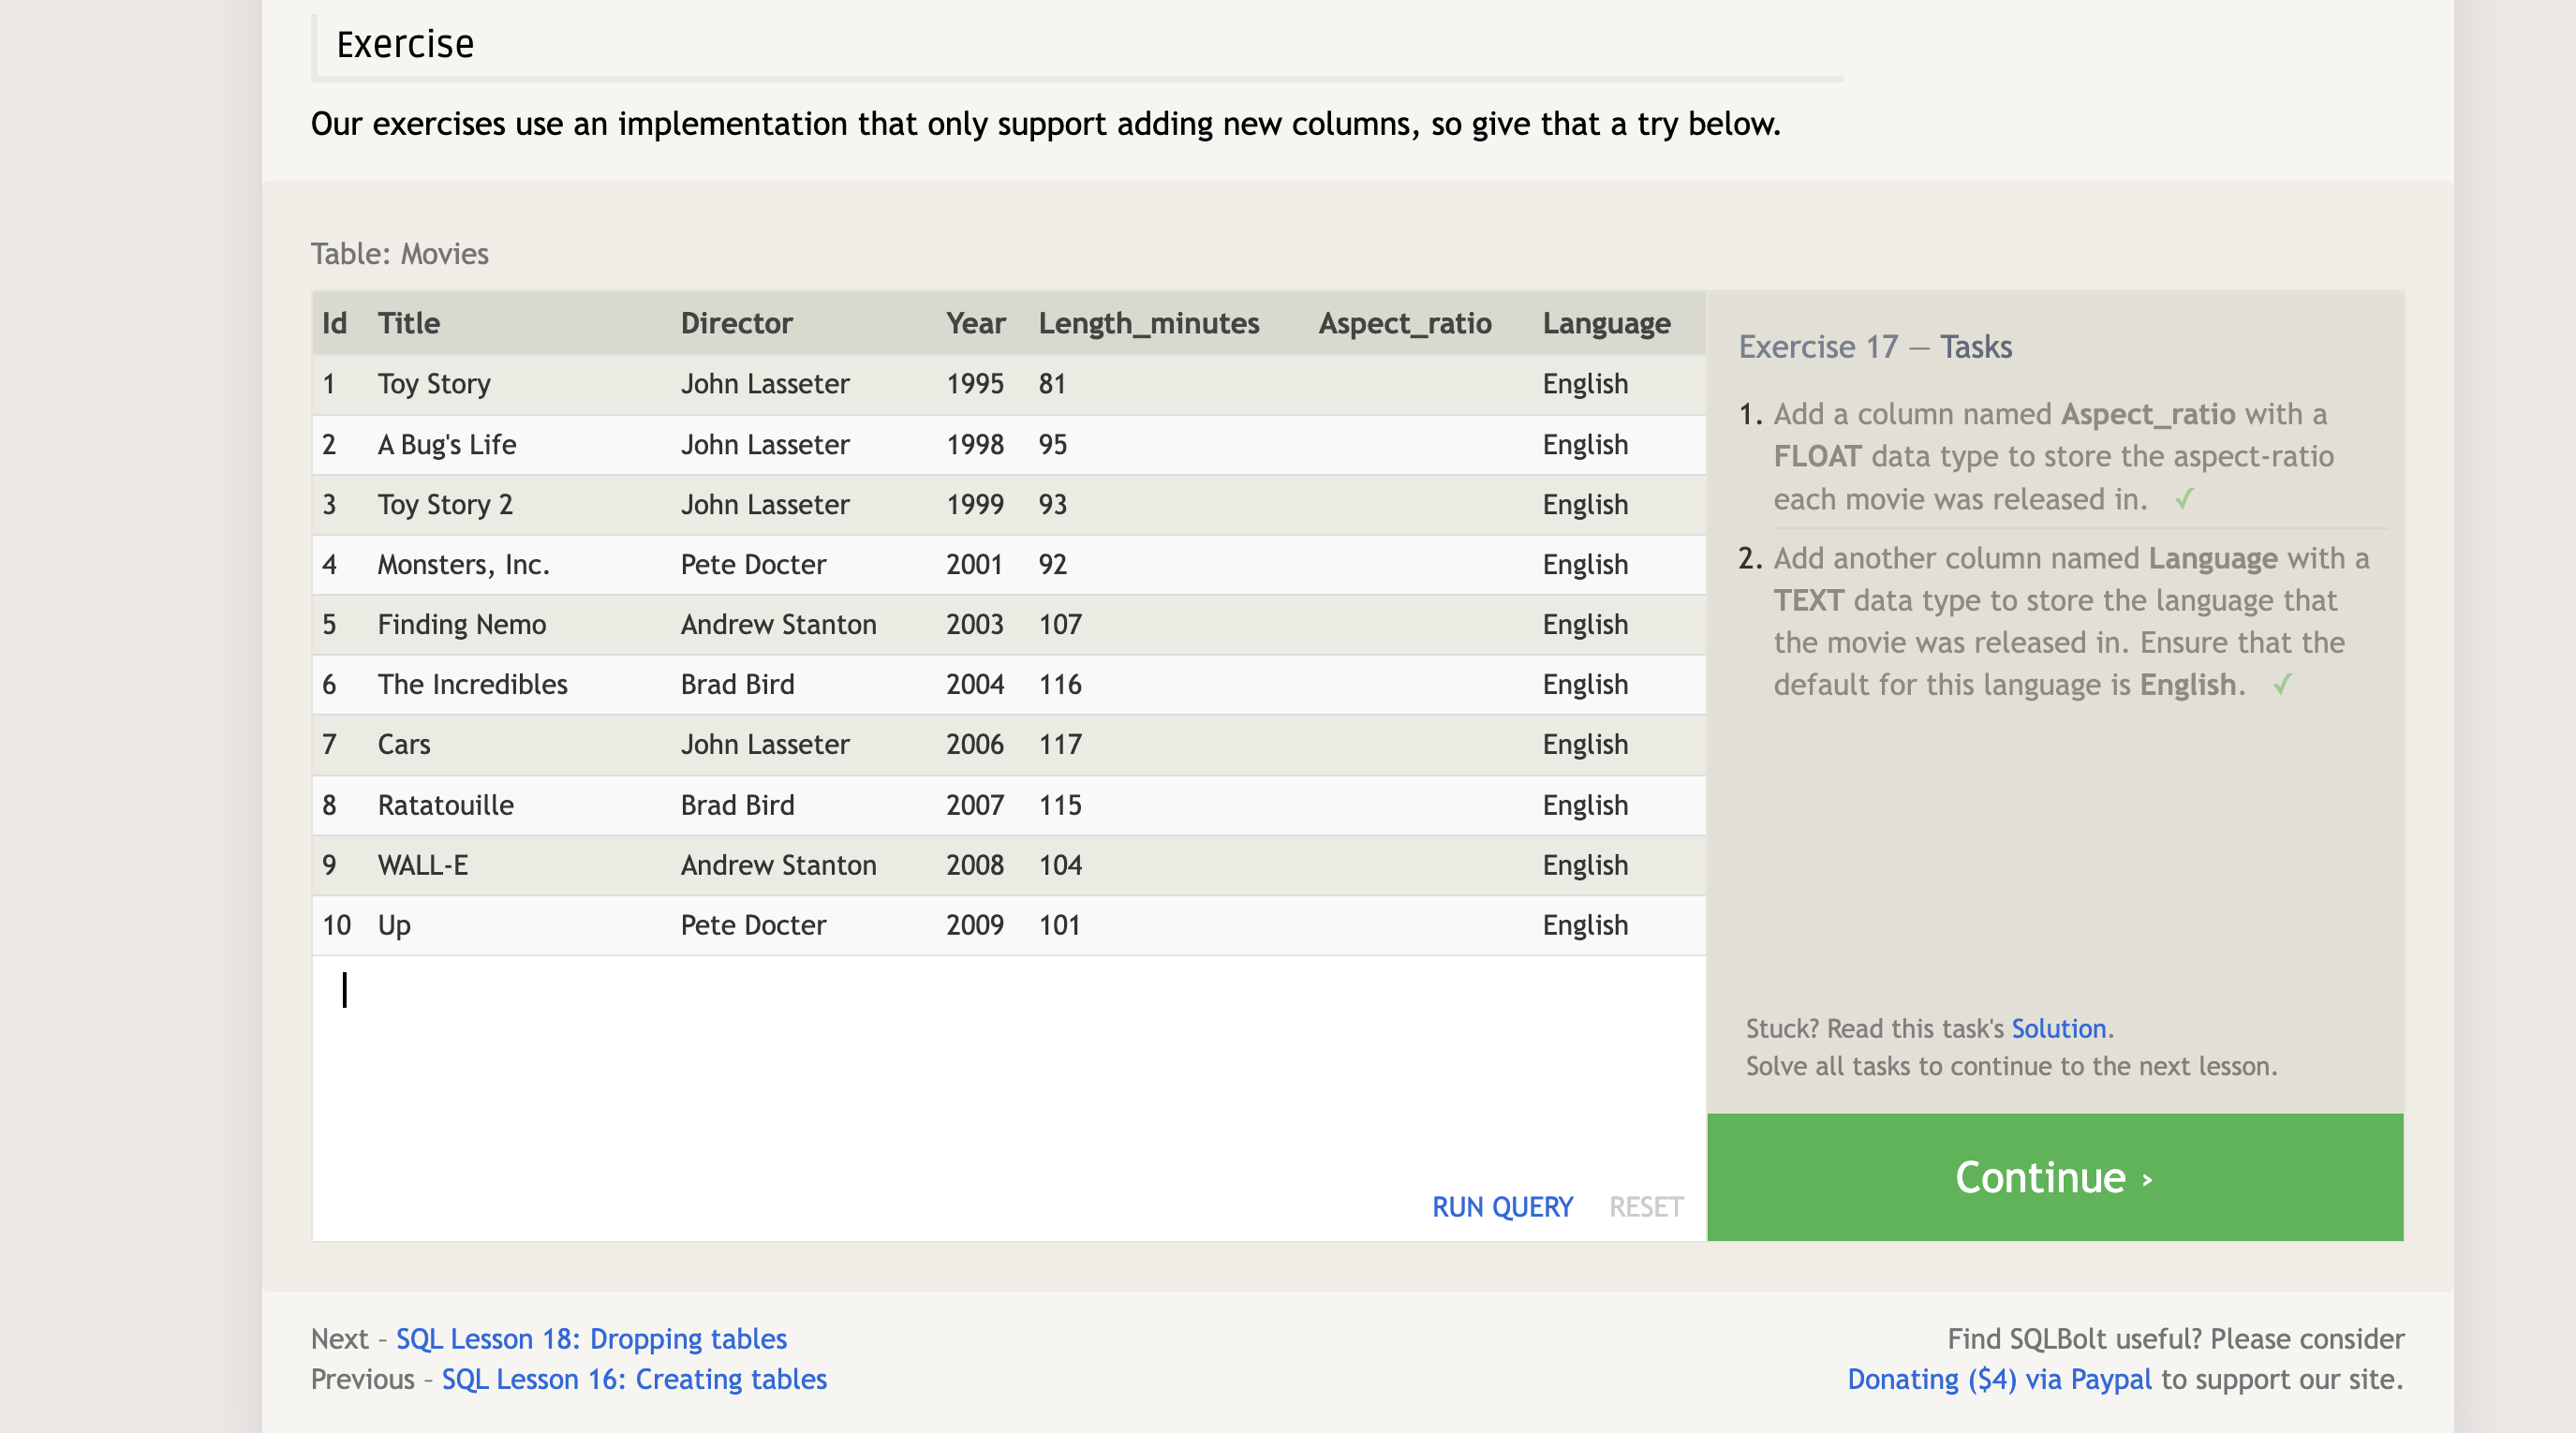 Exercise
Our exercises use an implementation that only support adding new columns, so give that a try below.
Table: Movies
Id Title Director Year Length_minutes Aspect_ratio Language
1 Toy Story John Lasseter 1995 81 English
2 A Bug's Life John Lasseter 1998 95 English
3 Toy Story 2 John Lasseter 1999 93 English
4 Monsters, Inc. Pete Docter 2001 92 English
5 Finding Nemo Andrew Stanton 2003 107 English
6 The Incredibles Brad Bird 2004 116 English
7 Cars John Lasseter 2006 117 English
8 Ratatouille Brad Bird 2007 115 English
9 WALL-E Andrew Stanton 2008 104 English
10 Up Pete Docter 2009 101 English
RUN QUERY RESET
Exercise 17 — Tasks
1. Add a column named Aspect_ratio with a
FLOAT data type to store the aspect-ratio
each movie was released in. ✓
2. Add another column named Language with a
TEXT data type to store the language that
the movie was released in. Ensure that the
default for this language is English. ✓
Stuck? Read this task's Solution.
Solve all tasks to continue to the next lesson.
Continue ›
Next – SQL Lesson 18: Dropping tables
Previous – SQL Lesson 16: Creating tables
Find SQLBolt useful? Please consider
Donating ($4) via Paypal to support our site.